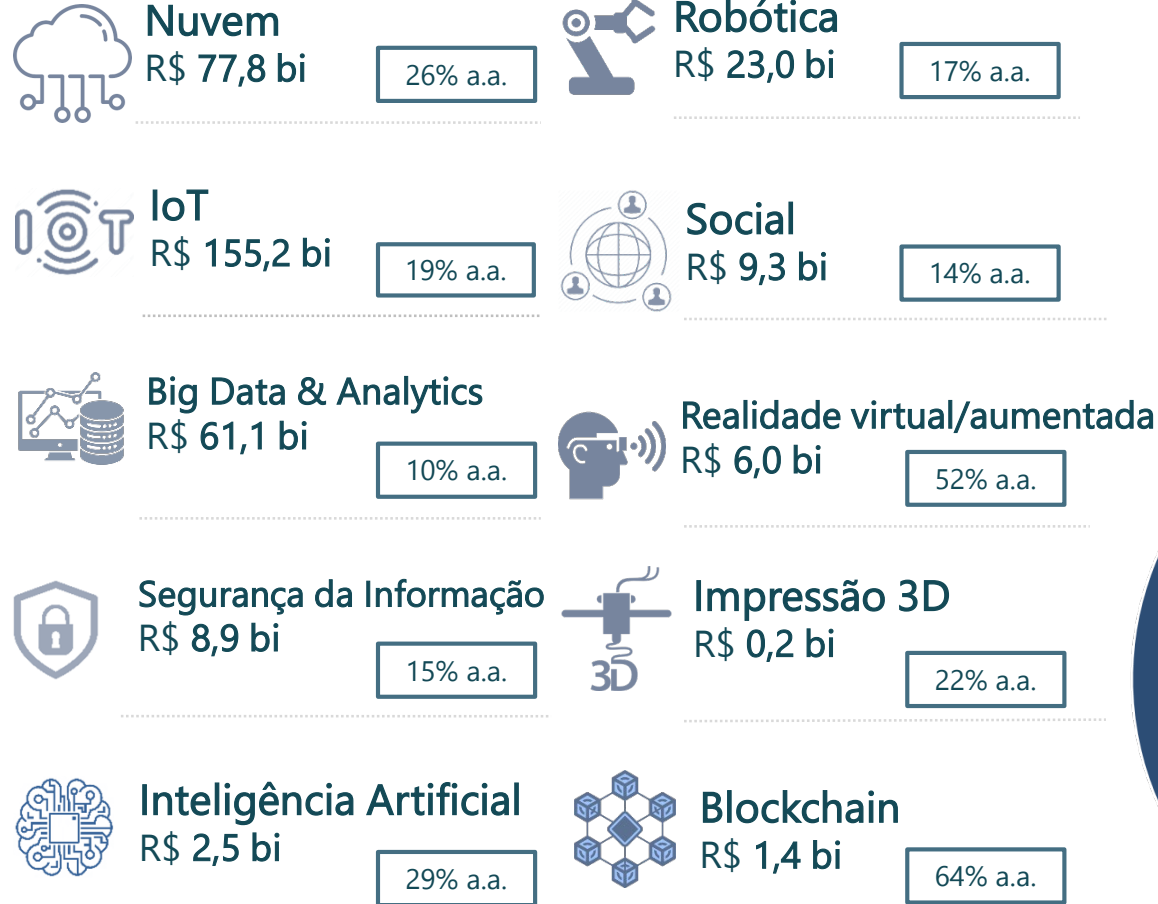 Nuvem
R$ 77,8 bi
26% a.a.
Robótica
R$ 23,0 bi
17% a.a.
IOT
IoT
R$ 155,2 bi
19% a.a.
Social
R$ 9,3 bi
14% a.a.
Big Data & Analytics
R$ 61,1 bi
10% a.a.
Realidade virtual/aumentada
R$ 6,0 bi
52% a.a.
Segurança da Informação
R$ 8,9 bi
15% a.a.
3D
Impressão 3D
R$ 0,2 bi
22% a.a.
Inteligência Artificial
R$ 2,5 bi
29% a.a.
Blockchain
R$ 1,4 bi
64% a.a.